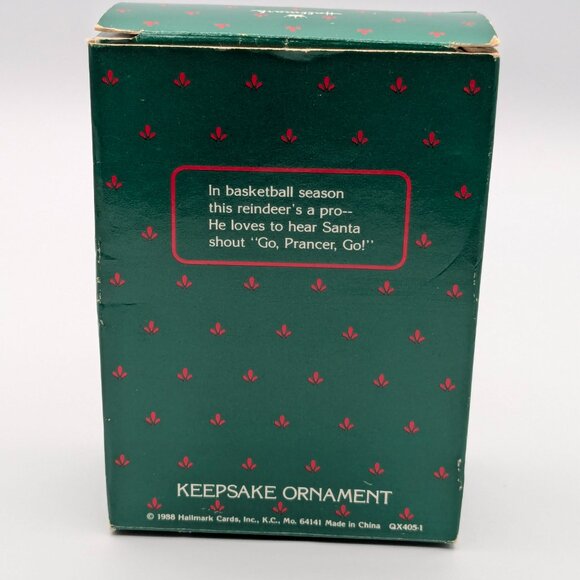 Hallmark
In basketball season
this reindeer's a pro--
He loves to hear Santa
shout "Go, Prancer, Go!"
KEEPSAKE ORNAMENT
© 1988 Hallmark Cards, Inc., K.C., Mo. 64141 Made in China QX405-1